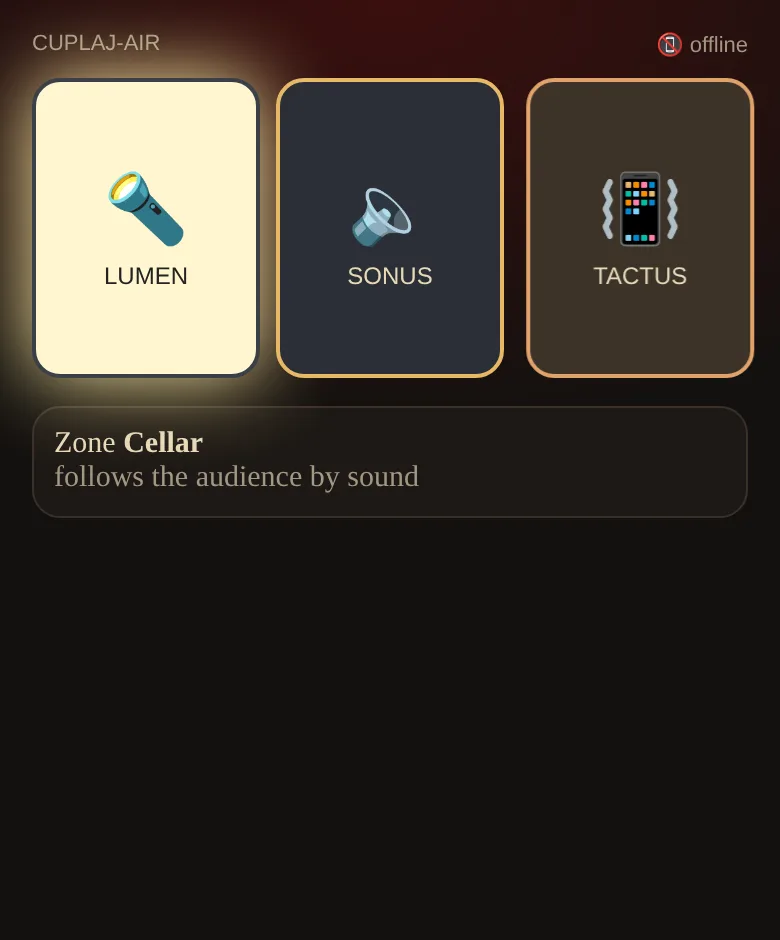 CUPLAJ-AIR
offline
LUMEN
SONUS
TACTUS
Zone Cellar
follows the audience by sound